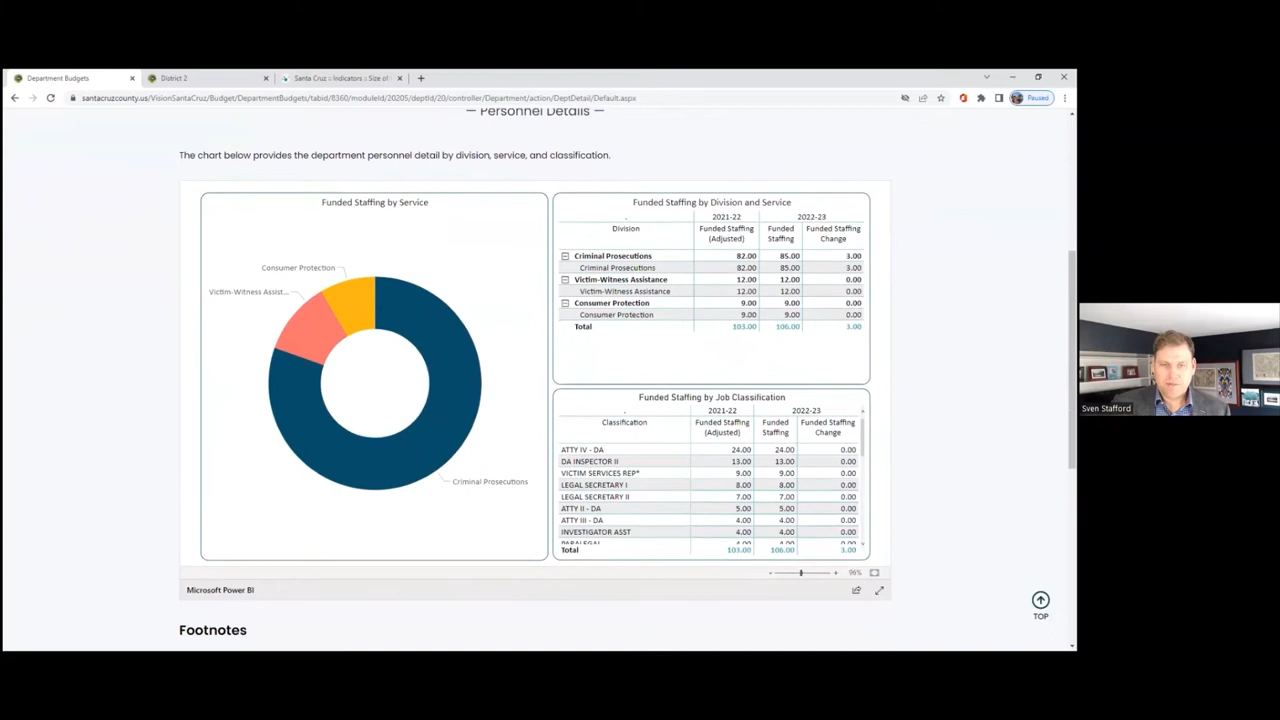 Department Budgets
District 2
Santa Cruz :: Indicators :: Size of
santacruzcounty.us/VisionSantaCruz/Budget/DepartmentBudgets/tabid/8360/moduleId/20205/deptId/20/controller/Department/action/DeptDetail/Default.aspx
Paused
— Personnel Details —
The chart below provides the department personnel detail by division, service, and classification.
Funded Staffing by Service
Consumer Protection
Victim-Witness Assist...
Criminal Prosecutions
Funded Staffing by Division and Service
2021-22 2022-23
Division Funded Staffing (Adjusted) Funded Staffing Funded Staffing Change
Criminal Prosecutions 82.00 85.00 3.00
Criminal Prosecutions 82.00 85.00 3.00
Victim-Witness Assistance 12.00 12.00 0.00
Victim-Witness Assistance 12.00 12.00 0.00
Consumer Protection 9.00 9.00 0.00
Consumer Protection 9.00 9.00 0.00
Total 103.00 106.00 3.00
Funded Staffing by Job Classification
2021-22 2022-23
Classification Funded Staffing (Adjusted) Funded Staffing Funded Staffing Change
ATTY IV - DA 24.00 24.00 0.00
DA INSPECTOR II 13.00 13.00 0.00
VICTIM SERVICES REP* 9.00 9.00 0.00
LEGAL SECRETARY I 8.00 8.00 0.00
LEGAL SECRETARY II 7.00 7.00 0.00
ATTY II - DA 5.00 5.00 0.00
ATTY III - DA 4.00 4.00 0.00
INVESTIGATOR ASST 4.00 4.00 0.00
PARALEGAL 4.00 4.00 0.00
Total 103.00 106.00 3.00
96%
Microsoft Power BI
TOP
Footnotes
Sven Stafford